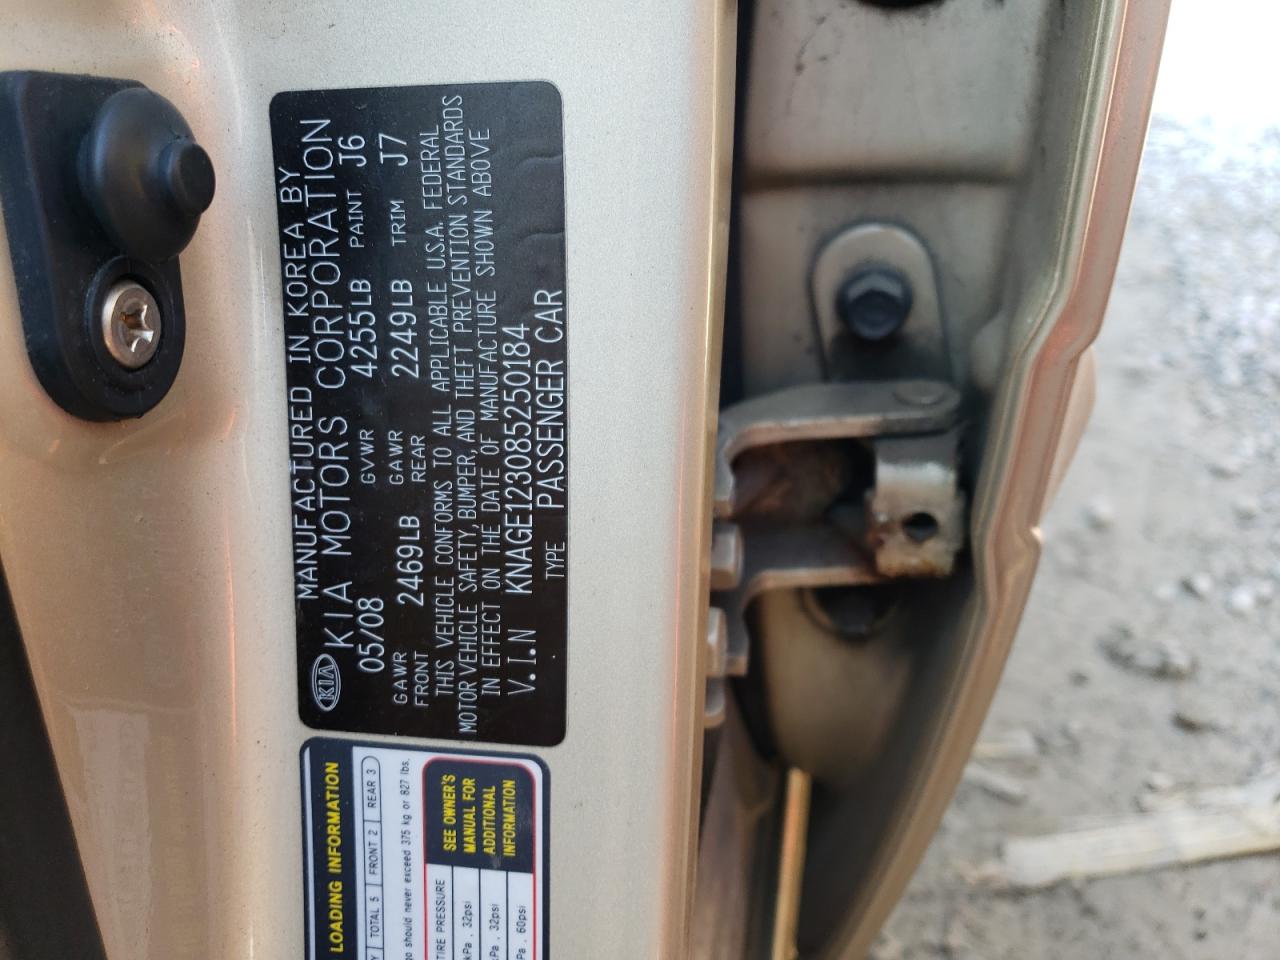 MANUFACTURED IN KOREA BY
KIA KIA MOTORS CORPORATION
05/08 GVWR 4255LB PAINT J6
GAWR FRONT 2469LB GAWR REAR 2249LB TRIM J7
THIS VEHICLE CONFORMS TO ALL APPLICABLE U.S.A. FEDERAL
MOTOR VEHICLE SAFETY, BUMPER, AND THEFT PREVENTION STANDARDS
IN EFFECT ON THE DATE OF MANUFACTURE SHOWN ABOVE
V.I.N KNAGE123085250184
TYPE PASSENGER CAR
LOADING INFORMATION
TOTAL 5 FRONT 2 REAR 3
should never exceed 375 kg or 827 lbs.
TIRE PRESSURE
kPa, 32psi
kPa, 32psi
Pa, 60psi
SEE OWNER'S
MANUAL FOR
ADDITIONAL
INFORMATION